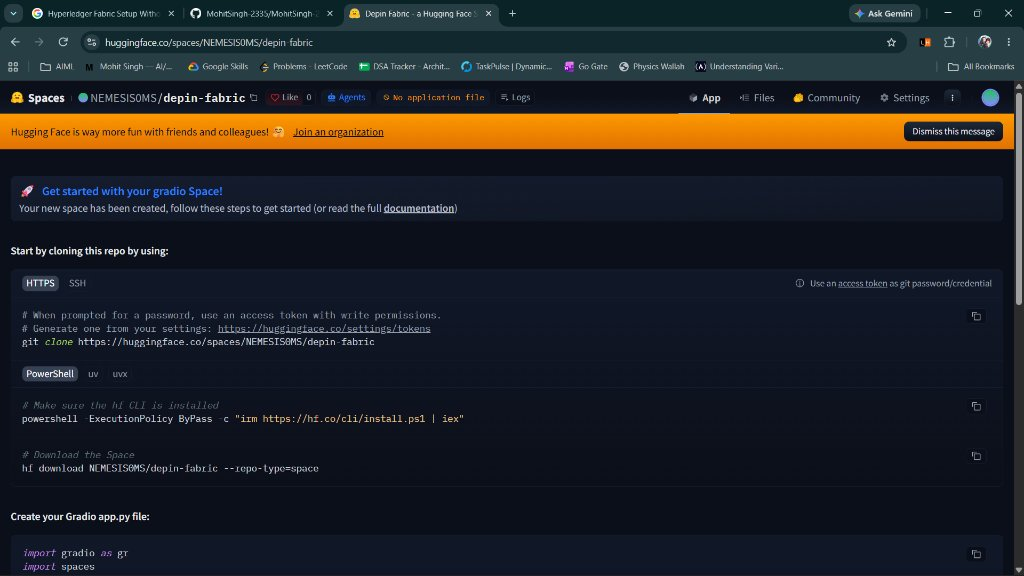 Hyperledger Fabric Setup Witho
MohitSingh-2335/MohitSingh-2
Depin Fabric - a Hugging Face S
Ask Gemini
huggingface.co/spaces/NEMESIS0MS/depin-fabric
AIML
Mohit Singh — AI/...
Google Skills
Problems - LeetCode
DSA Tracker - Archit...
TaskPulse | Dynamic...
Go Gate
Physics Wallah
Understanding Vari...
All Bookmarks
Spaces
NEMESIS0MS/depin-fabric
Like 0
Agents
No application file
Logs
App
Files
Community
Settings
Hugging Face is way more fun with friends and colleagues! 🤗 Join an organization
Dismiss this message
🚀 Get started with your gradio Space!
Your new space has been created, follow these steps to get started (or read the full documentation)
Start by cloning this repo by using:
HTTPS SSH
Use an access token as git password/credential
# When prompted for a password, use an access token with write permissions.
# Generate one from your settings: https://huggingface.co/settings/tokens
git clone https://huggingface.co/spaces/NEMESIS0MS/depin-fabric
PowerShell uv uvx
# Make sure the hf CLI is installed
powershell -ExecutionPolicy ByPass -c "irm https://hf.co/cli/install.ps1 | iex"
# Download the Space
hf download NEMESIS0MS/depin-fabric --repo-type=space
Create your Gradio app.py file:
import gradio as gr
import spaces